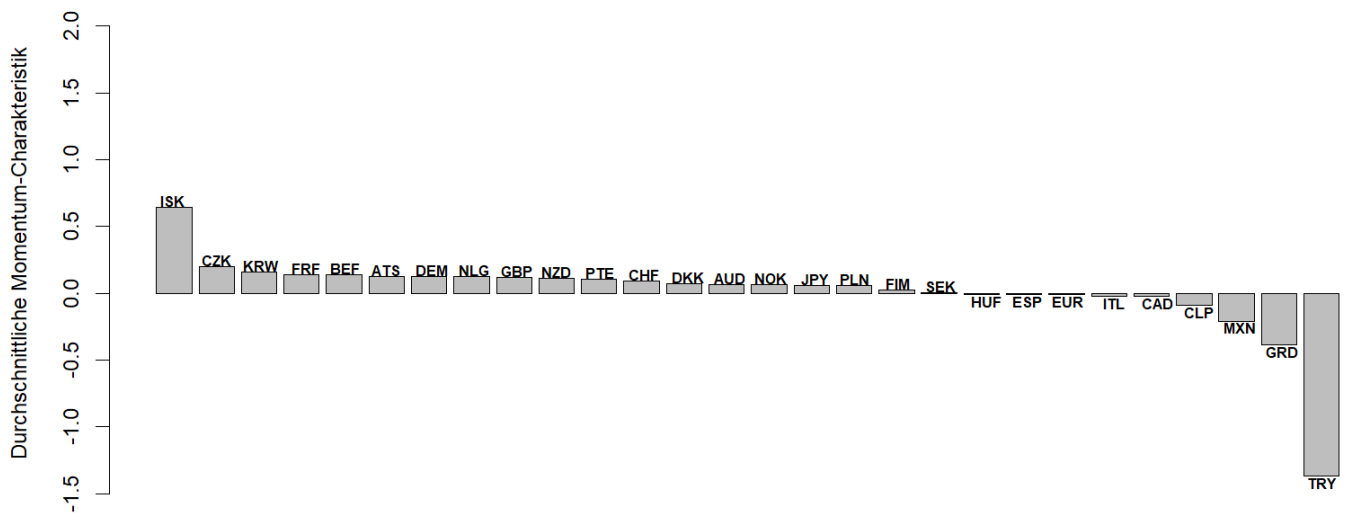 Durchschnittliche Momentum-Charakteristik
2.0
1.5
1.0
0.5
0.0
-0.5
-1.0
-1.5
ISK
CZK
KRW
FRF
BEF
ATS
DEM
NLG
GBP
NZD
PTE
CHF
DKK
AUD
NOK
JPY
PLN
FIM
SEK
HUF
ESP
EUR
ITL
CAD
CLP
MXN
GRD
TRY